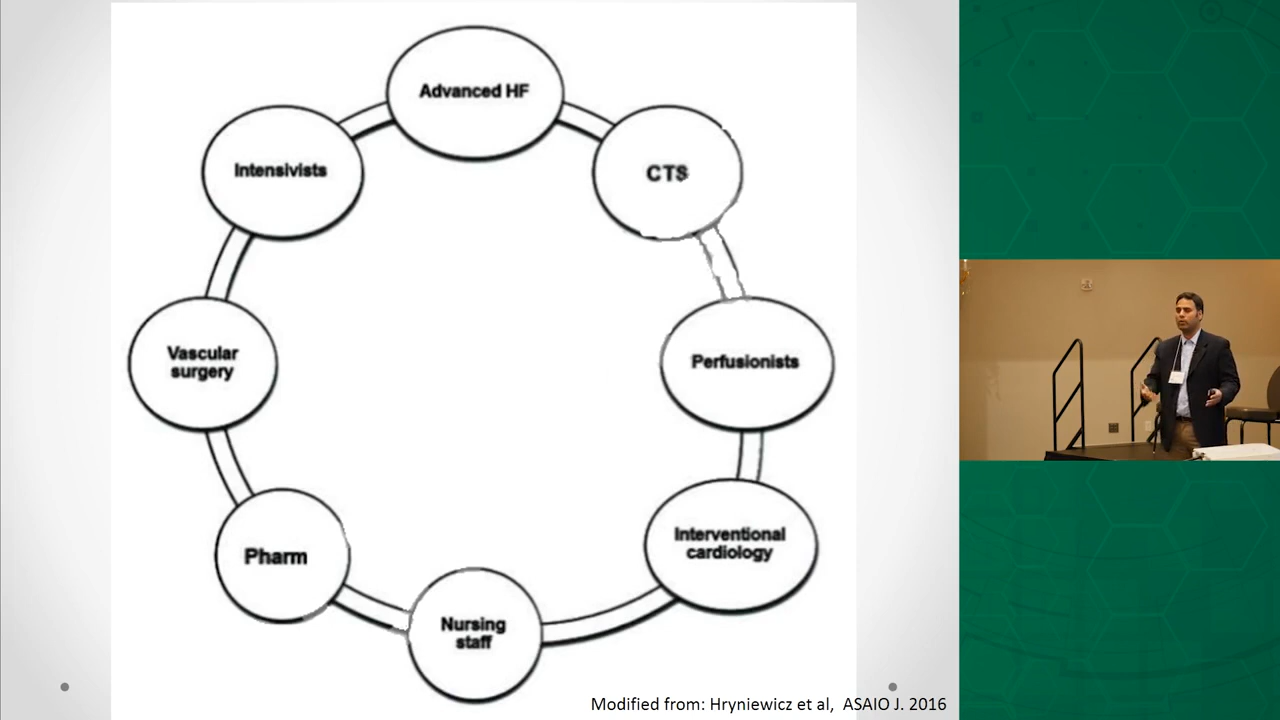 Advanced HF
CTS
Intensivists
Vascular
surgery
Perfusionists
Interventional
cardiology
Pharm
Nursing
staff
Modified from: Hryniewicz et al, ASAIO J. 2016